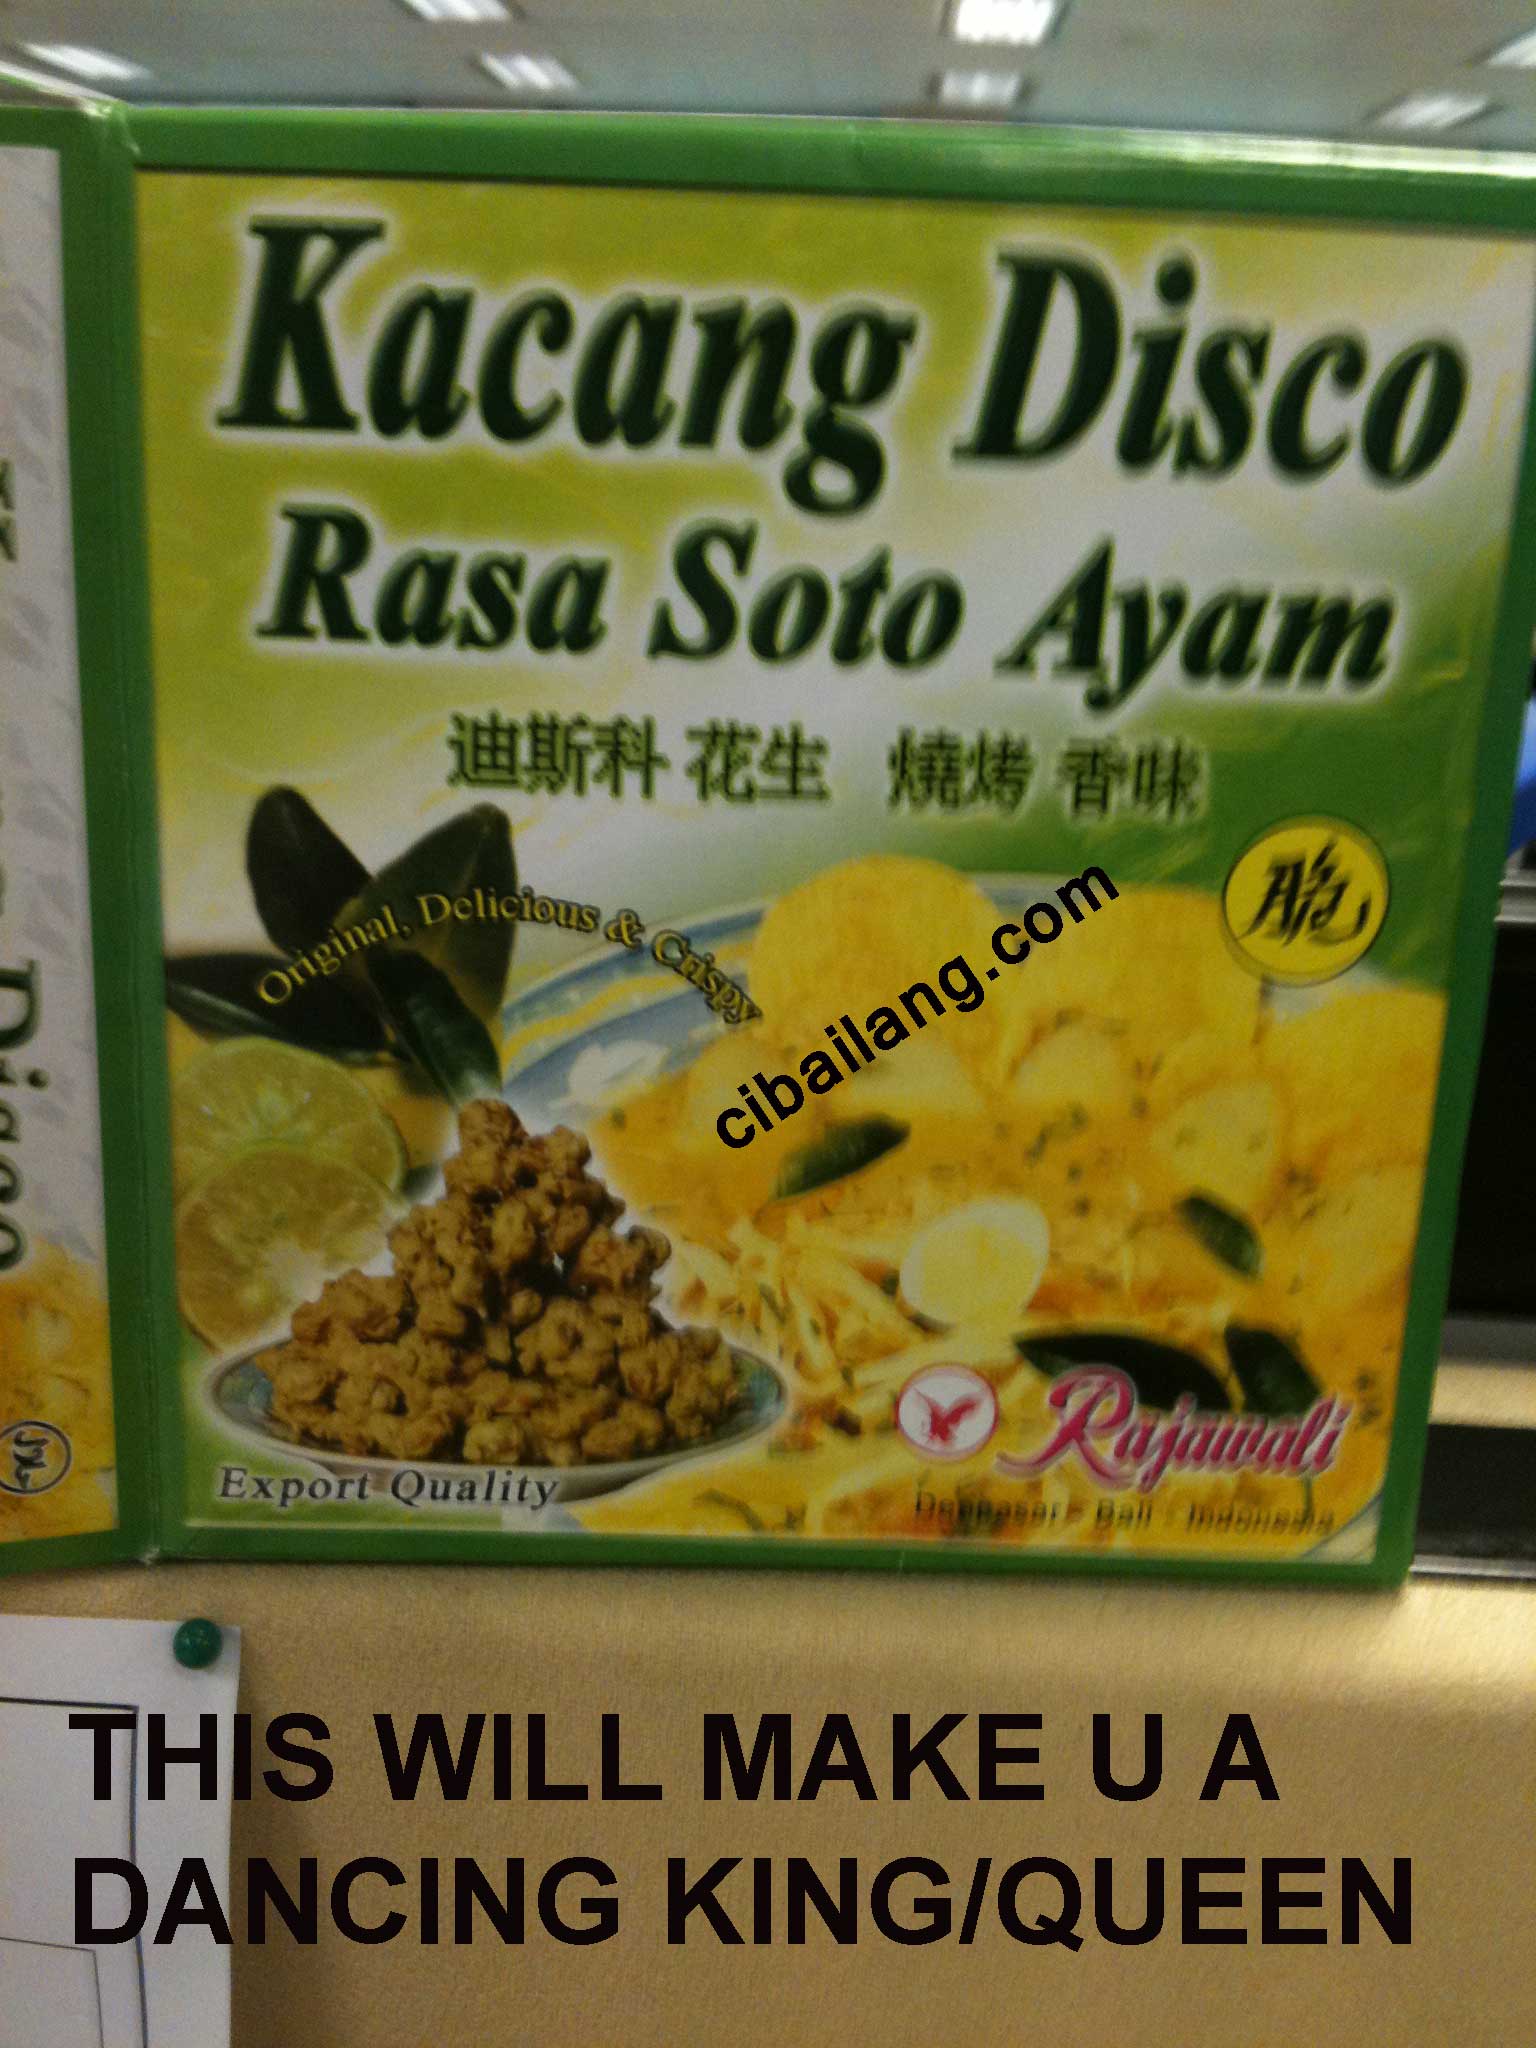 Kacang Disco
Rasa Soto Ayam
迪斯科 花生 燒烤 香味
Original, Delicious & Crispy
cibailang.com
Disco
Rajawali
Export Quality
Denpasar - Bali - Indonesia
THIS WILL MAKE U A
DANCING KING/QUEEN